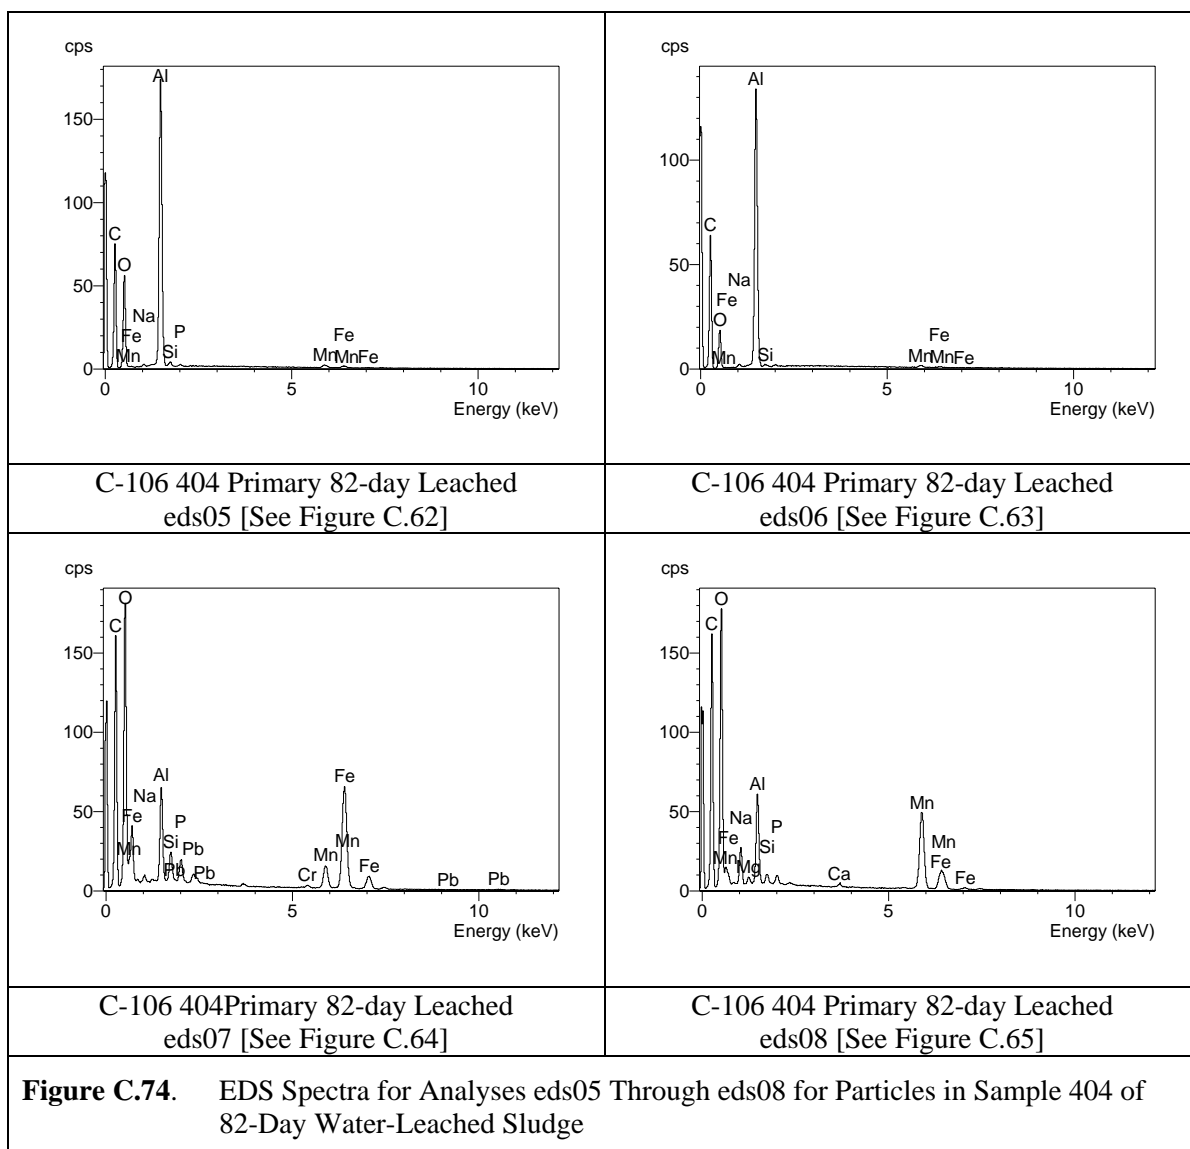 cps
Al
150
100
C
O
50
Na
Fe
P
Fe
Mn
Si
Mn Mn Fe
0
0
5
10
Energy (keV)
C-106 404 Primary 82-day Leached
eds05 [See Figure C.62]
cps
Al
100
C
50
Na
Fe
O
Fe
Mn
Si
Mn Mn Fe
0
0
5
10
Energy (keV)
C-106 404 Primary 82-day Leached
eds06 [See Figure C.63]
cps
O
C
150
100
Al
Fe
Na
50
Fe
P
Mn
Si
Pb
Mn
Mn
Pb
Pb
Cr
Fe
Pb
Pb
0
0
5
10
Energy (keV)
C-106 404Primary 82-day Leached
eds07 [See Figure C.64]
cps
O
C
150
100
Al
Mn
50
Na
P
Fe
Si
Mn
Mn
Mg
Fe
Ca
Fe
0
0
5
10
Energy (keV)
C-106 404 Primary 82-day Leached
eds08 [See Figure C.65]
Figure C.74. EDS Spectra for Analyses eds05 Through eds08 for Particles in Sample 404 of
82-Day Water-Leached Sludge